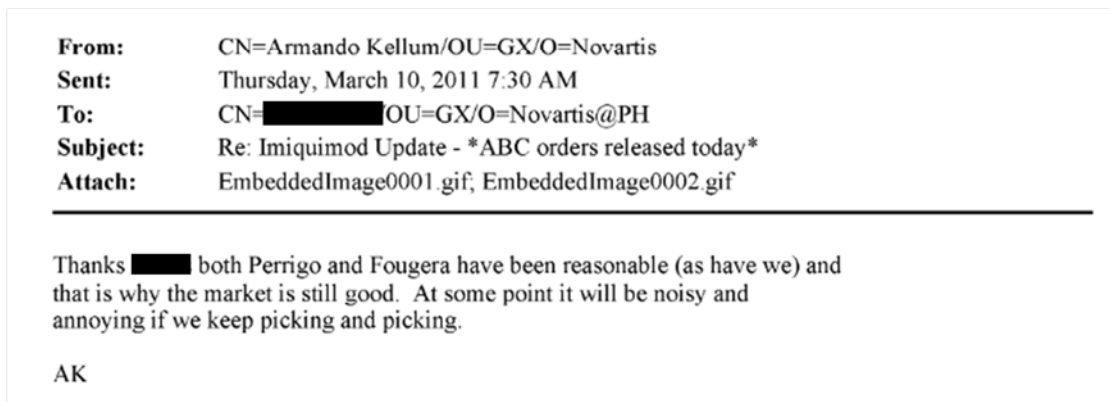 From: CN=Armando Kellum/OU=GX/O=Novartis
Sent: Thursday, March 10, 2011 7:30 AM
To: CN= OU=GX/O=Novartis@PH
Subject: Re: Imiquimod Update - *ABC orders released today*
Attach: EmbeddedImage0001.gif; EmbeddedImage0002.gif
Thanks both Perrigo and Fougera have been reasonable (as have we) and
that is why the market is still good. At some point it will be noisy and
annoying if we keep picking and picking.
AK